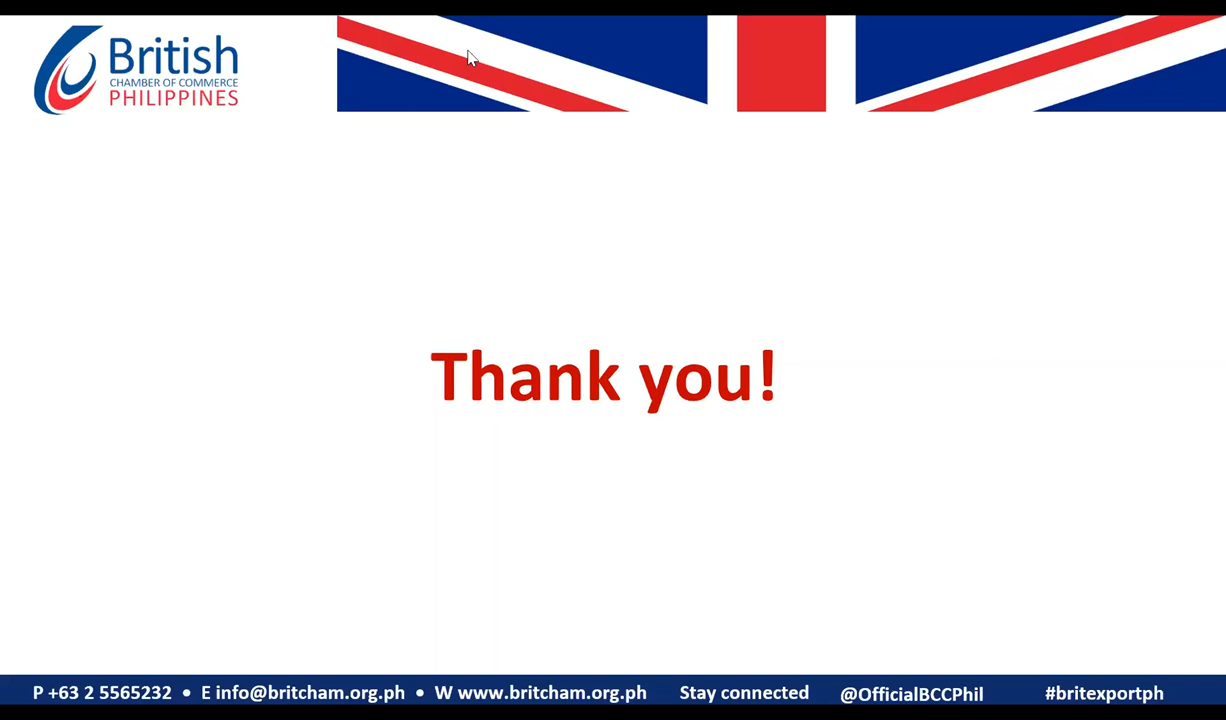 British
CHAMBER OF COMMERCE
PHILIPPINES
Thank you!
P +63 2 5565232 • E info@britcham.org.ph • W www.britcham.org.ph Stay connected @OfficialBCCPhil #britexportph